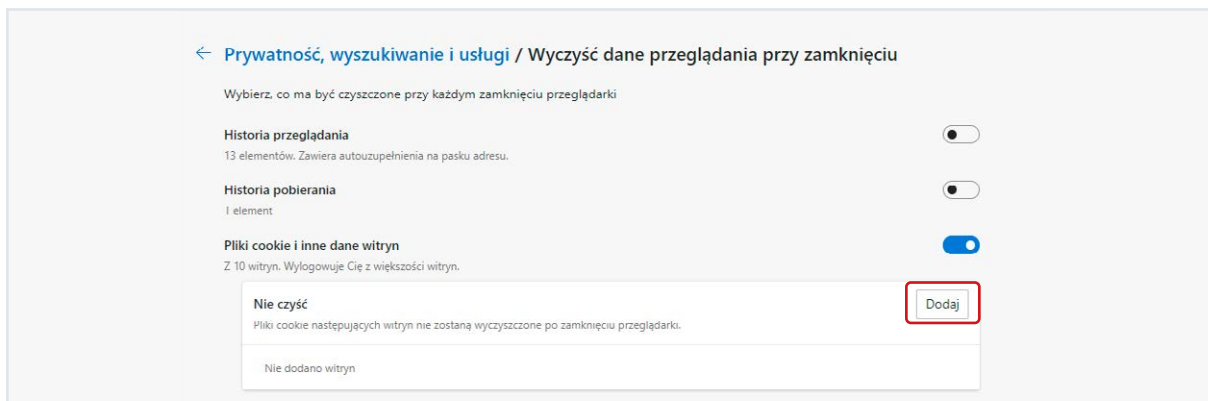 Prywatność, wyszukiwanie i usługi / Wyczyść dane przeglądania przy zamknięciu
Wybierz, co ma być czyszczone przy każdym zamknięciu przeglądarki
Historia przeglądania
13 elementów. Zawiera autouzupełnienia na pasku adresu.
Historia pobierania
1 element
Pliki cookie i inne dane witryn
Z 10 witryn. Wylogowuje Cię z większości witryn.
Nie czyść
Dodaj
Pliki cookie następujących witryn nie zostaną wyczyszczone po zamknięciu przeglądarki.
Nie dodano witryn